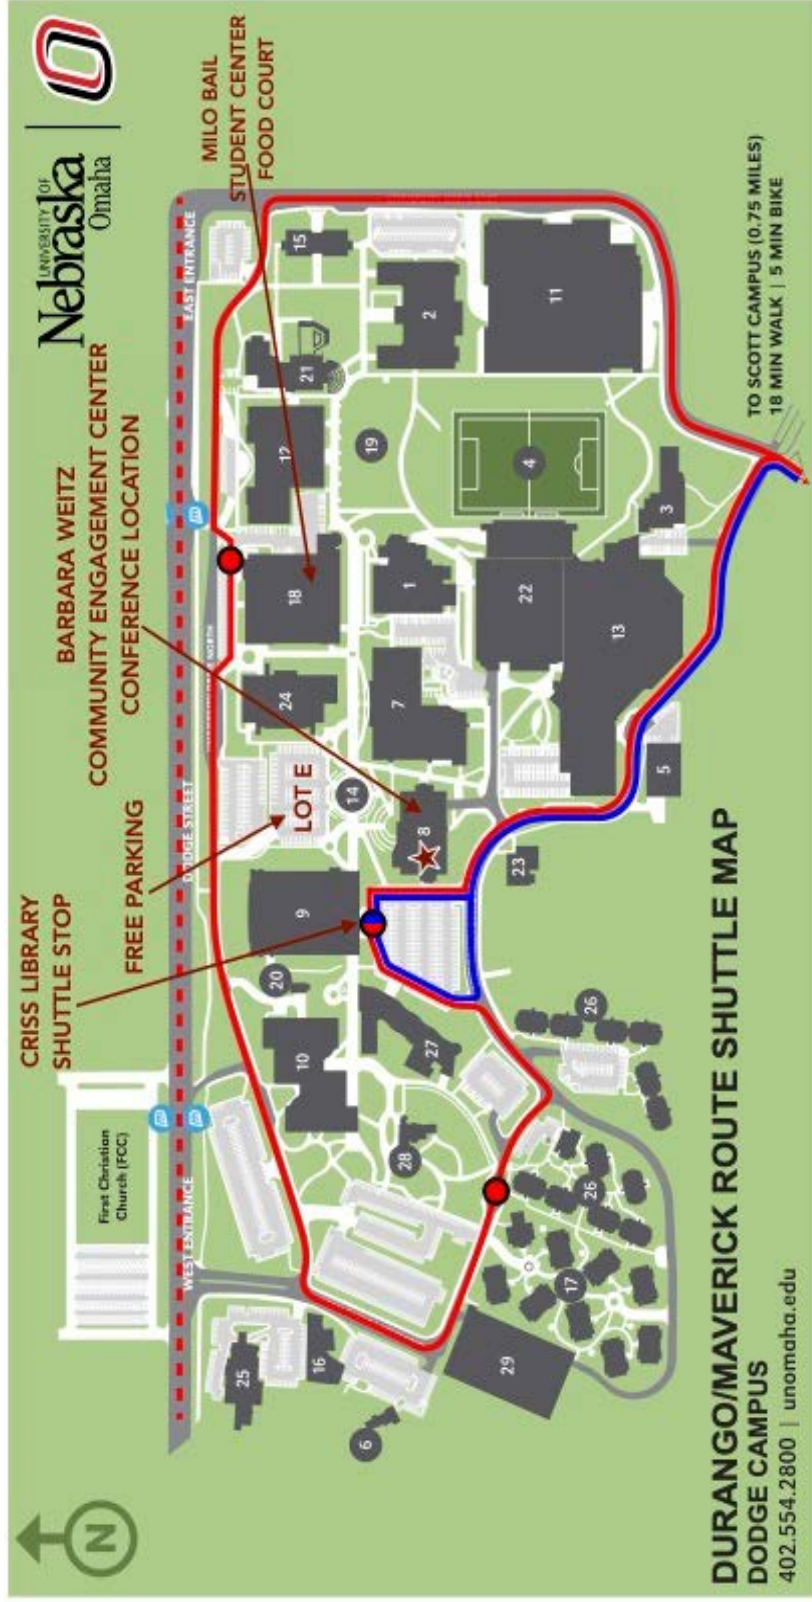 UNIVERSITY OF
Nebraska
Omaha
CRISS LIBRARY
SHUTTLE STOP
FREE PARKING
BARBARA WEITZ
COMMUNITY ENGAGEMENT CENTER
CONFERENCE LOCATION
MILO BAIL
STUDENT CENTER
FOOD COURT
First Christian
Church (FCC)
WEST ENTRANCE
DODGE STREET
EAST ENTRANCE
NORTH
LOT E
N
25
16
6
29
10
20
9
28
27
14
24
18
12
21
15
7
1
19
2
8
23
22
4
11
13
3
5
17
26
26
TO SCOTT CAMPUS (0.75 MILES)
18 MIN WALK | 5 MIN BIKE
DURANGO/MAVERICK ROUTE SHUTTLE MAP
DODGE CAMPUS
402.554.2800 | unomaha.edu